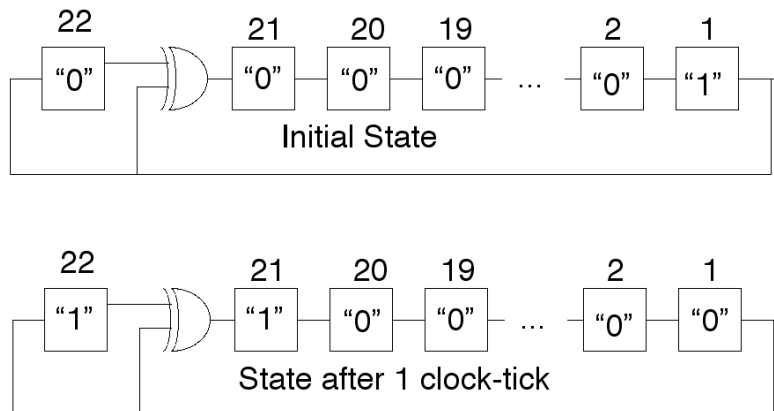 22 21 20 19 2 1
“0” “0” “0” “0” ... “0” “1”
Initial State
22 21 20 19 2 1
“1” “1” “0” “0” ... “0” “0”
State after 1 clock-tick